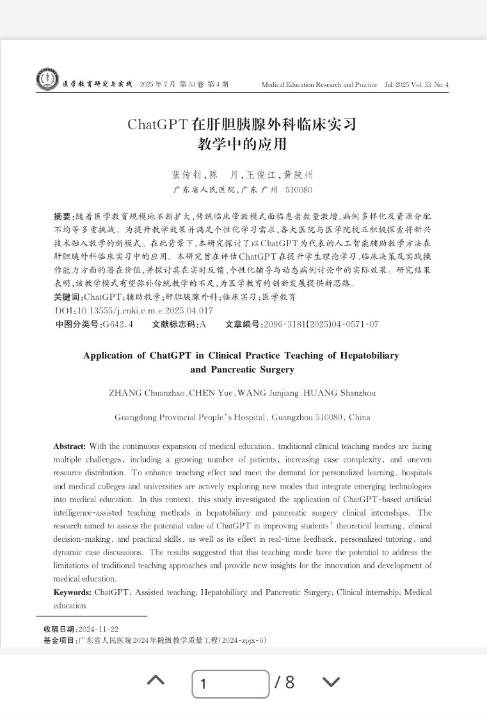 医学教育研究与实践 2025年7月 第33卷 第4期 Medical Education Research and Practice Jul. 2025 Vol. 33 No. 4
ChatGPT 在肝胆胰腺外科临床实习
教学中的应用
张传钊,陈 月,王俊江,黄陕州
广东省人民医院,广东 广州 510080
摘要:随着医学教育规模地不断扩大,传统临床带教模式面临患者数量激增、病例多样化及资源分配
不均等多重挑战。为提升教学效果并满足个性化学习需求,各大医院与医学院校正积极探索将新兴
技术融入教学的新模式。在此背景下,本研究探讨了以ChatGPT为代表的人工智能辅助教学方法在
肝胆胰腺外科临床实习中的应用。本研究旨在评估ChatGPT在提升学生理论学习、临床决策及实践操
作能力方面的潜在价值,并探讨其在实时反馈、个性化辅导与动态病例讨论中的实际效果。研究结果
表明,该教学模式有望弥补传统教学的不足,为医学教育的创新发展提供新思路。
关键词:ChatGPT;辅助教学;肝胆胰腺外科;临床实习;医学教育
DOI:10.13555/j.cnki.c.m.e.2025.04.017
中图分类号:G642.4 文献标志码:A 文章编号:2096-3181(2025)04-0571-07
Application of ChatGPT in Clinical Practice Teaching of Hepatobiliary
and Pancreatic Surgery
ZHANG Chuanzhao,CHEN Yue,WANG Junjiang,HUANG Shanzhou
Guangdong Provincial People's Hospital, Guangzhou 510080, China
Abstract: With the continuous expansion of medical education, traditional clinical teaching modes are facing
multiple challenges, including a growing number of patients, increasing case complexity, and uneven
resource distribution. To enhance teaching effect and meet the demand for personalized learning, hospitals
and medical colleges and universities are actively exploring new modes that integrate emerging technologies
into medical education. In this context, this study investigated the application of ChatGPT-based artificial
intelligence-assisted teaching methods in hepatobiliary and pancreatic surgery clinical internships. The
research aimed to assess the potential value of ChatGPT in improving students' theoretical learning, clinical
decision-making, and practical skills, as well as its effect in real-time feedback, personalized tutoring, and
dynamic case discussions. The results suggested that this teaching mode have the potential to address the
limitations of traditional teaching approaches and provide new insights for the innovation and development of
medical education.
Keywords: ChatGPT; Assisted teaching; Hepatobiliary and Pancreatic Surgery; Clinical internship; Medical
education
收稿日期:2024-11-22
基金项目:广东省人民医院2024年院级教学质量工程(2024-zpjx-6)
1 / 8